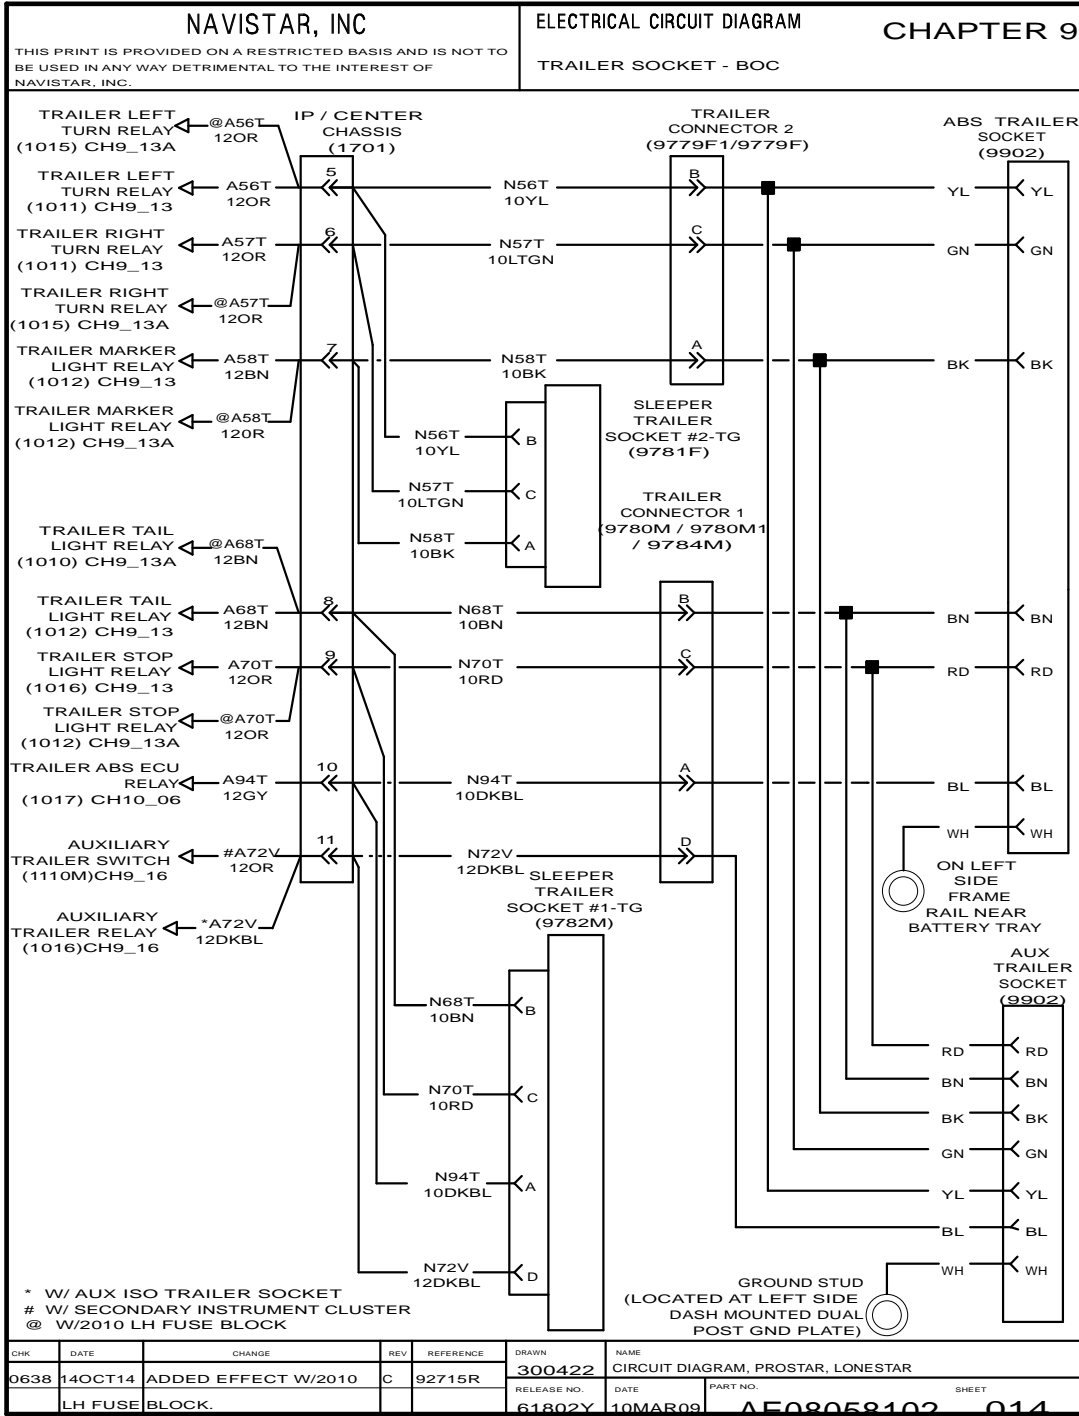 NAVISTAR, INC
THIS PRINT IS PROVIDED ON A RESTRICTED BASIS AND IS NOT TO
BE USED IN ANY WAY DETRIMENTAL TO THE INTEREST OF
NAVISTAR, INC.
ELECTRICAL CIRCUIT DIAGRAM
CHAPTER 9
TRAILER SOCKET - BOC
TRAILER LEFT
TURN RELAY
(1015) CH9_13A
@A56T
12OR
TRAILER LEFT
TURN RELAY
(1011) CH9_13
A56T
12OR
TRAILER RIGHT
TURN RELAY
(1011) CH9_13
A57T
12OR
TRAILER RIGHT
TURN RELAY
(1015) CH9_13A
@A57T
12OR
TRAILER MARKER
LIGHT RELAY
(1012) CH9_13
A58T
12BN
TRAILER MARKER
LIGHT RELAY
(1012) CH9_13A
@A58T
120R
TRAILER TAIL
LIGHT RELAY
(1010) CH9_13A
@A68T
12BN
TRAILER TAIL
LIGHT RELAY
(1012) CH9_13
A68T
12BN
TRAILER STOP
LIGHT RELAY
(1016) CH9_13
A70T
12OR
TRAILER STOP
LIGHT RELAY
(1012) CH9_13A
@A70T
12OR
TRAILER ABS ECU
RELAY
(1017) CH10_06
A94T
12GY
AUXILIARY
TRAILER SWITCH
(1110M)CH9_16
#A72V
12OR
AUXILIARY
TRAILER RELAY
(1016)CH9_16
*A72V
12DKBL
IP / CENTER
CHASSIS
(1701)
5
6
7
8
9
10
11
N56T
10YL
N57T
10LTGN
N58T
10BK
TRAILER
CONNECTOR 2
(9779F1/9779F)
B
C
A
N56T
10YL
N57T
10LTGN
N58T
10BK
B
C
A
SLEEPER
TRAILER
SOCKET #2-TG
(9781F)
TRAILER
CONNECTOR 1
(9780M / 9780M1
/ 9784M)
N68T
10BN
N70T
10RD
N94T
10DKBL
N72V
12DKBL
B
C
A
D
SLEEPER
TRAILER
SOCKET #1-TG
(9782M)
N68T
10BN
N70T
10RD
N94T
10DKBL
N72V
12DKBL
B
C
A
D
ABS TRAILER
SOCKET
(9902)
YL YL
GN GN
BK BK
BN BN
RD RD
BL BL
WH WH
ON LEFT
SIDE
FRAME
RAIL NEAR
BATTERY TRAY
AUX
TRAILER
SOCKET
(9902)
RD RD
BN BN
BK BK
GN GN
YL YL
BL BL
WH WH
GROUND STUD
(LOCATED AT LEFT SIDE
DASH MOUNTED DUAL
POST GND PLATE)
* W/ AUX ISO TRAILER SOCKET
# W/ SECONDARY INSTRUMENT CLUSTER
@ W/2010 LH FUSE BLOCK
CHK DATE CHANGE REV REFERENCE
0638 14OCT14 ADDED EFFECT W/2010 C 92715R
LH FUSE BLOCK.
DRAWN
300422
NAME
CIRCUIT DIAGRAM, PROSTAR, LONESTAR
RELEASE NO.
61802Y
DATE
10MAR09
PART NO.
AE08058102
SHEET
014